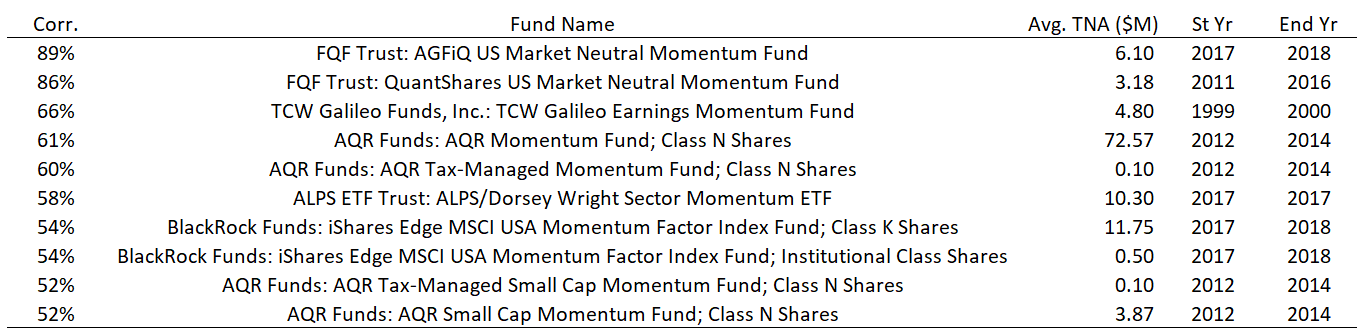 Corr. Fund Name Avg. TNA ($M) St Yr End Yr
89% FQF Trust: AGFiQ US Market Neutral Momentum Fund 6.10 2017 2018
86% FQF Trust: QuantShares US Market Neutral Momentum Fund 3.18 2011 2016
66% TCW Galileo Funds, Inc.: TCW Galileo Earnings Momentum Fund 4.80 1999 2000
61% AQR Funds: AQR Momentum Fund; Class N Shares 72.57 2012 2014
60% AQR Funds: AQR Tax-Managed Momentum Fund; Class N Shares 0.10 2012 2014
58% ALPS ETF Trust: ALPS/Dorsey Wright Sector Momentum ETF 10.30 2017 2017
54% BlackRock Funds: iShares Edge MSCI USA Momentum Factor Index Fund; Class K Shares 11.75 2017 2018
54% BlackRock Funds: iShares Edge MSCI USA Momentum Factor Index Fund; Institutional Class Shares 0.50 2017 2018
52% AQR Funds: AQR Tax-Managed Small Cap Momentum Fund; Class N Shares 0.10 2012 2014
52% AQR Funds: AQR Small Cap Momentum Fund; Class N Shares 3.87 2012 2014